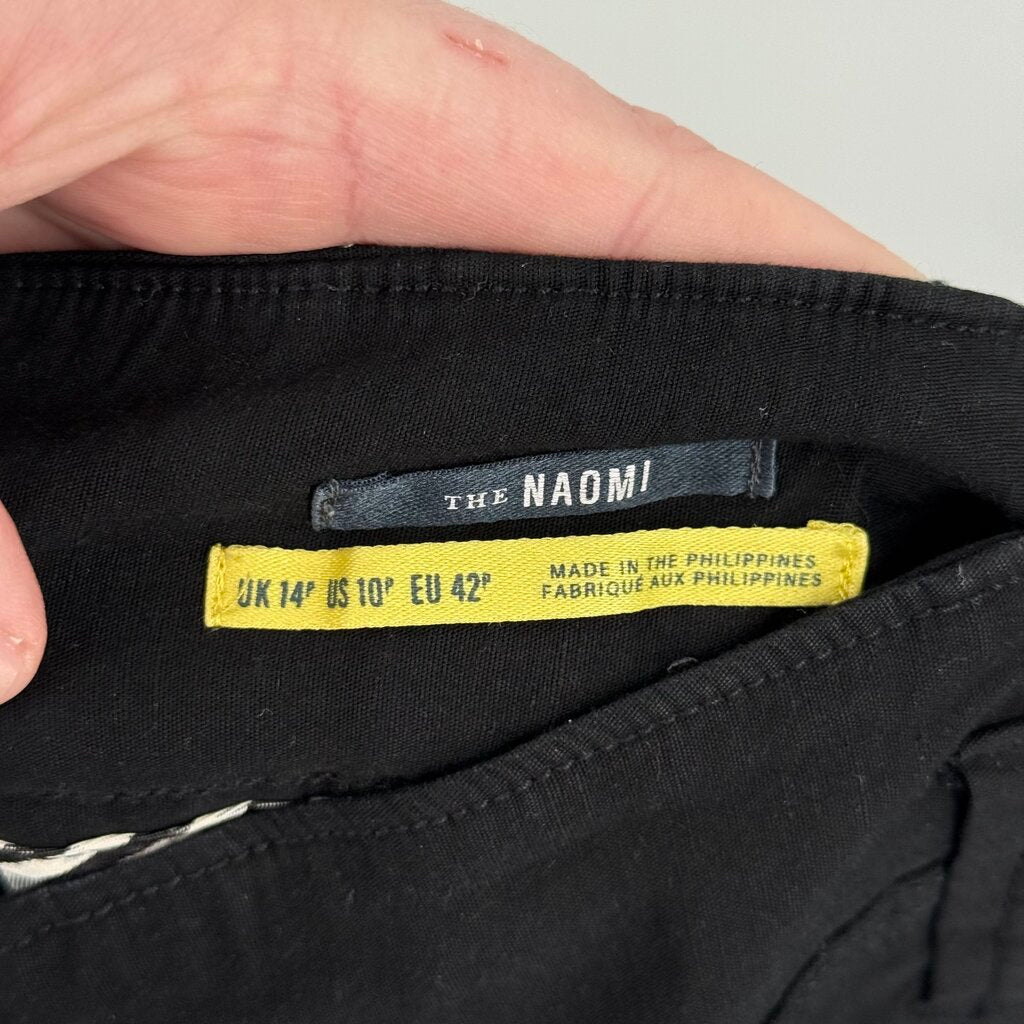 THE NAOMI
UK 14P US 10P EU 42P
MADE IN THE PHILIPPINES
FABRIQUÉ AUX PHILIPPINES